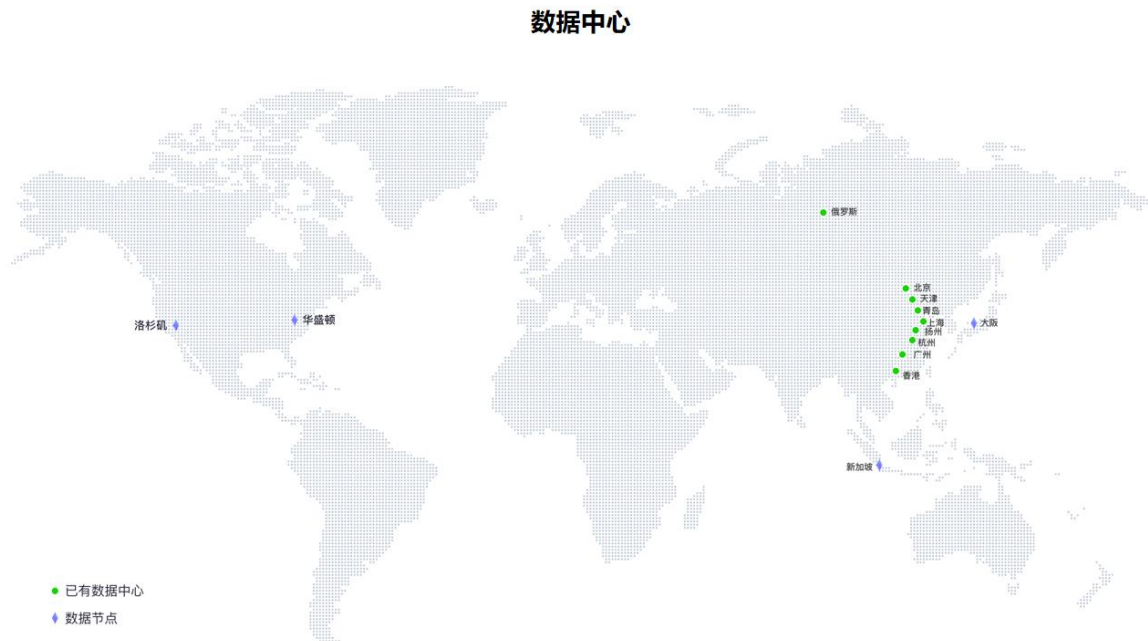 数据中心
俄罗斯
北京
天津
青岛
上海
扬州
杭州
广州
香港
洛杉矶
华盛顿
大阪
新加坡
已有数据中心
数据节点